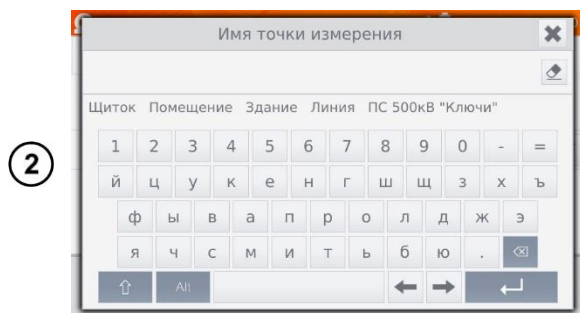 Имя точки измерения
Щиток Помещение Здание Линия ПС 500кВ "Ключи"
2
1 2 3 4 5 6 7 8 9 0 - =
й ц у к е н г ш щ з х ъ
ф ы в а п р о л д ж э
я ч с м и т ь б ю .
Alt